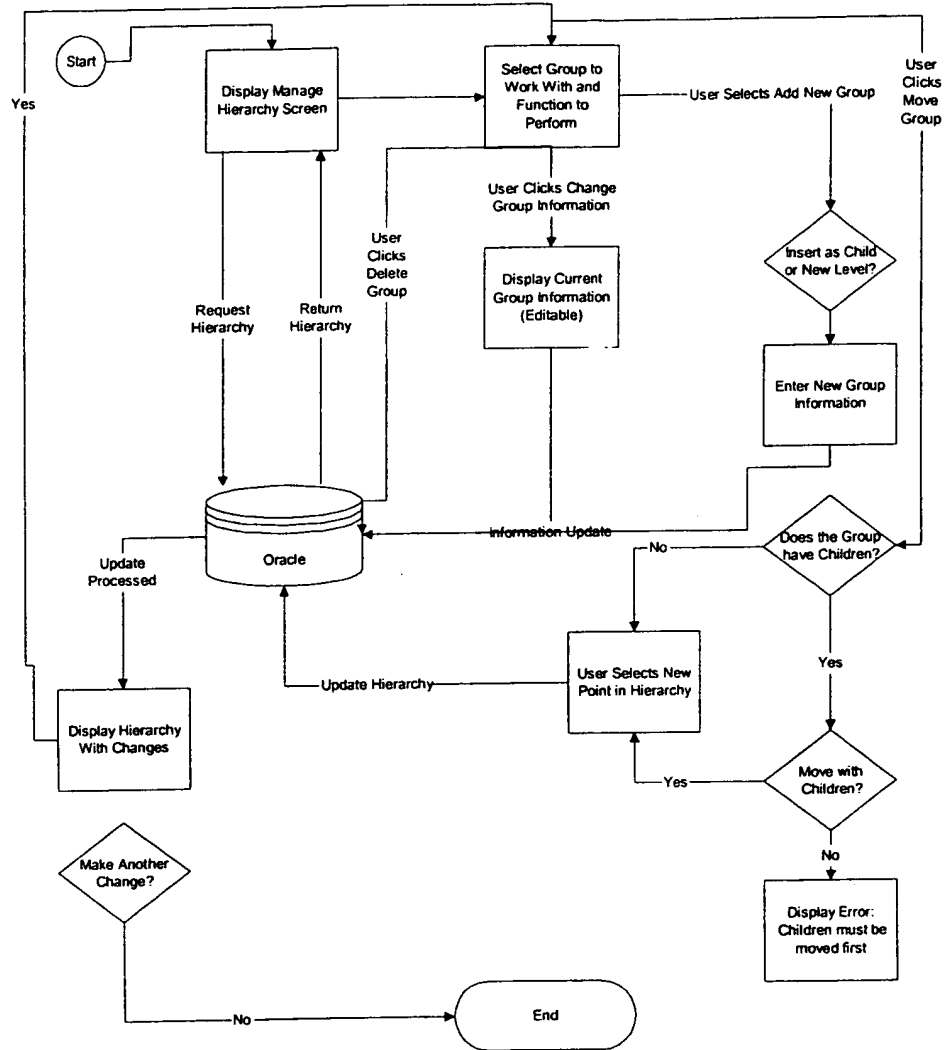 Start
Yes
Display Manage
Hierarchy Screen
Select Group to
Work With and
Function to
Perform
User Selects Add New Group
User
Clicks
Move
Group
User Clicks Change
Group Information
User
Clicks
Delete
Group
Insert as Child
or New Level?
Display Current
Group Information
(Editable)
Request
Hierarchy
Return
Hierarchy
Enter New Group
Information
Oracle
Information Update
Does the Group
have Children?
No
Update
Processed
Yes
User Selects New
Point in Hierarchy
Update Hierarchy
Display Hierarchy
With Changes
Yes
Move with
Children?
No
Make Another
Change?
Display Error:
Children must be
moved first
No
End